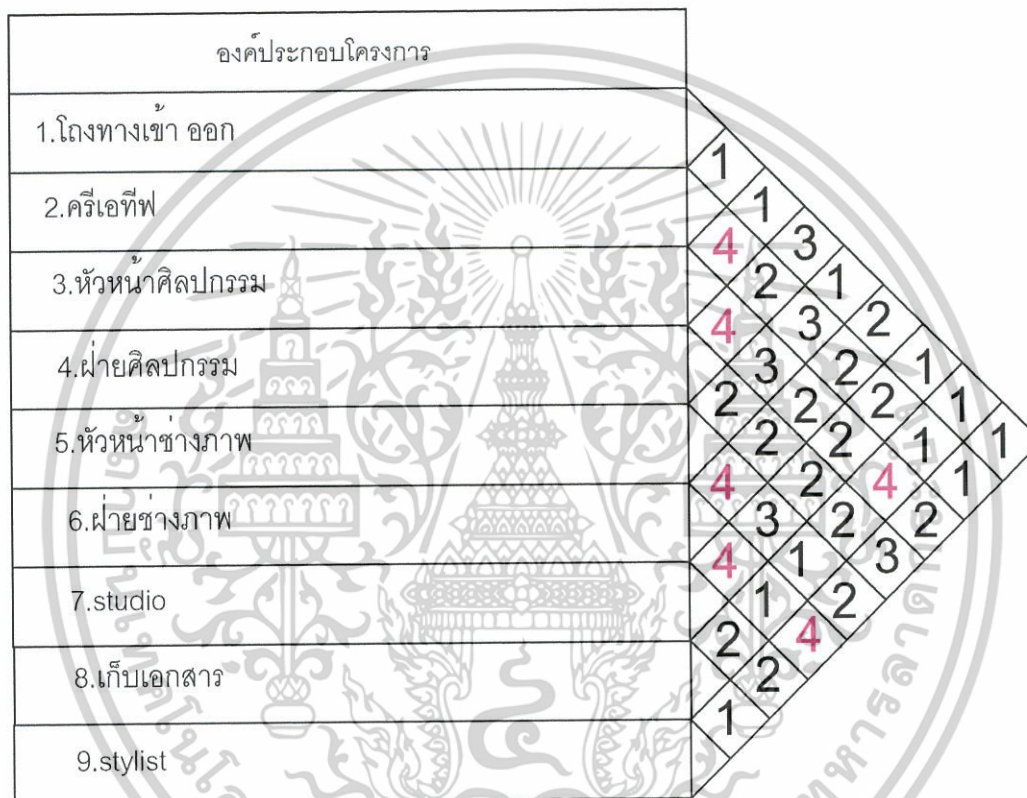 องค์ประกอบโครงการ
1.โถงทางเข้า ออก
1
2.ครีเอทีฟ 1
4 3
3.หัวหน้าศิลปกรรม 2 1
4 3 2
4.ฝ่ายศิลปกรรม 3 2 1
2 2 2 1
5.หัวหน้าช่างภาพ 2 2 1 1
4 2 4 1
6.ฝ่ายช่างภาพ 3 2 2
4 1 3
7.studio 1 2
2 4
8.เก็บเอกสาร 2
1
9.stylist